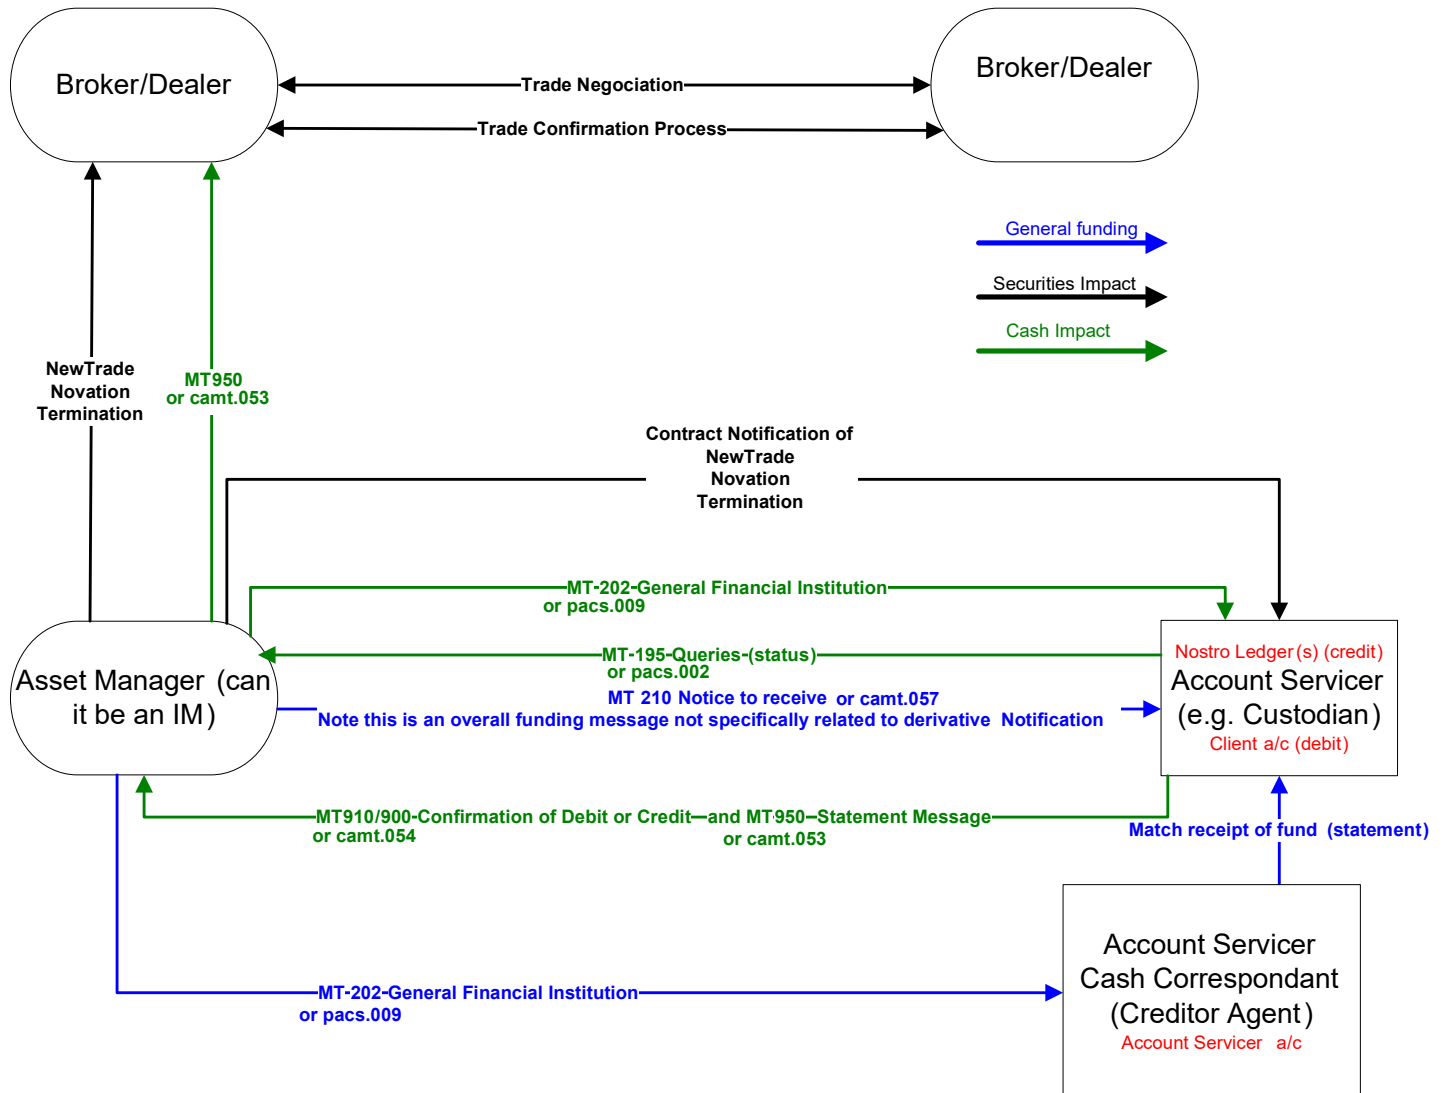 Broker/Dealer
Broker/Dealer
Trade Negociation
Trade Confirmation Process
General funding
Securities Impact
Cash Impact
NewTrade
Novation
Termination
MT950
or camt.053
Contract Notification of
NewTrade
Novation
Termination
MT-202-General Financial Institution
or pacs.009
MT-195-Queries-(status)
or pacs.002
MT 210 Notice to receive or camt.057
Note this is an overall funding message not specifically related to derivative Notification
Asset Manager (can
it be an IM)
Nostro Ledger(s) (credit)
Account Servicer
(e.g. Custodian)
Client a/c (debit)
MT910/900-Confirmation of Debit or Credit—and MT950—Statement Message
or camt.054
or camt.053
Match receipt of fund (statement)
MT-202-General Financial Institution
or pacs.009
Account Servicer
Cash Correspondant
(Creditor Agent)
Account Servicer a/c